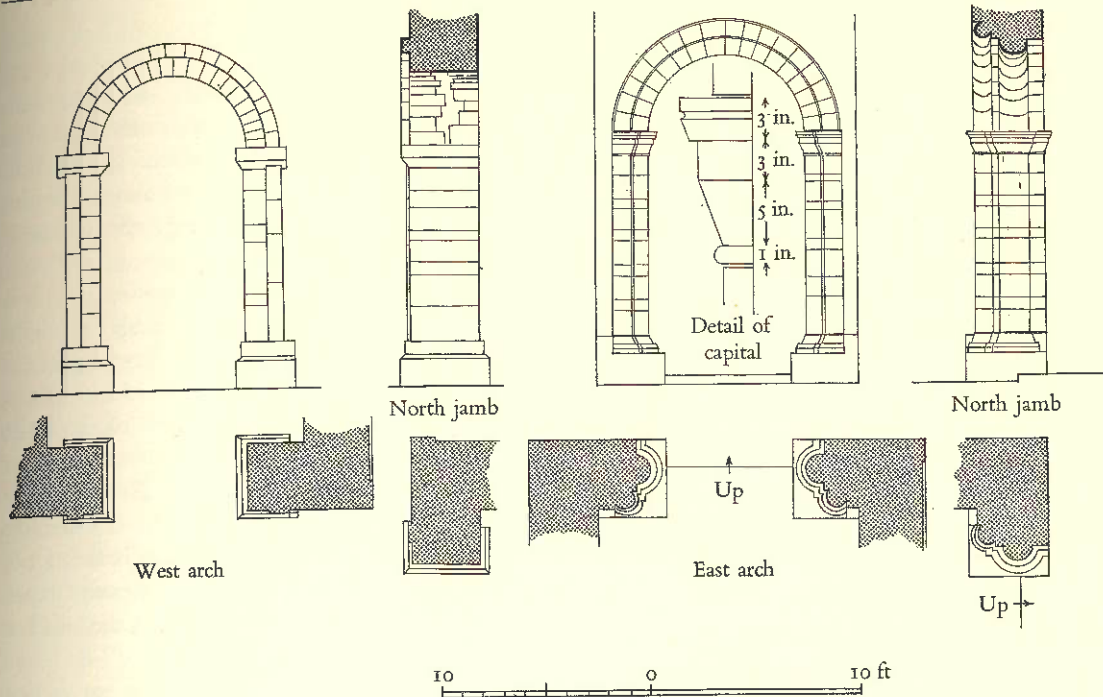 3 in.
3 in.
5 in.
1 in.
Detail of
capital
North jamb
North jamb
Up
West arch
East arch
Up
10 0 10 ft